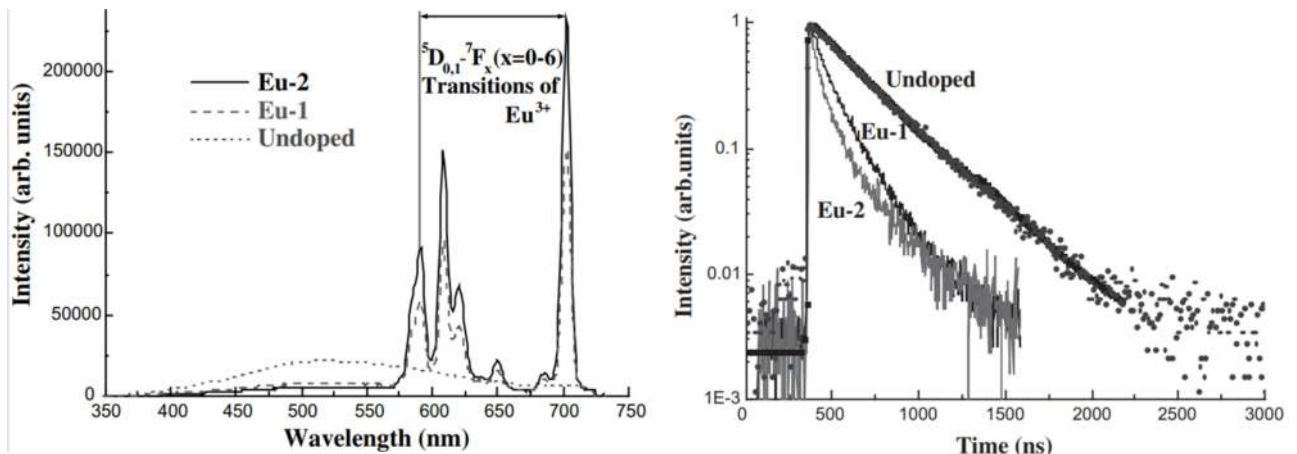 200000
150000
100000
50000
0
Intensity (arb. units)
Eu-2
Eu-1
Undoped
⁵D₀,₁-⁷Fₓ(x=0-6)
Transitions of
Eu³⁺
350 400 450 500 550 600 650 700 750
Wavelength (nm)
1
0.1
0.01
1E-3
Intensity (arb.units)
Undoped
Eu-1
Eu-2
0 500 1000 1500 2000 2500 3000
Time (ns)